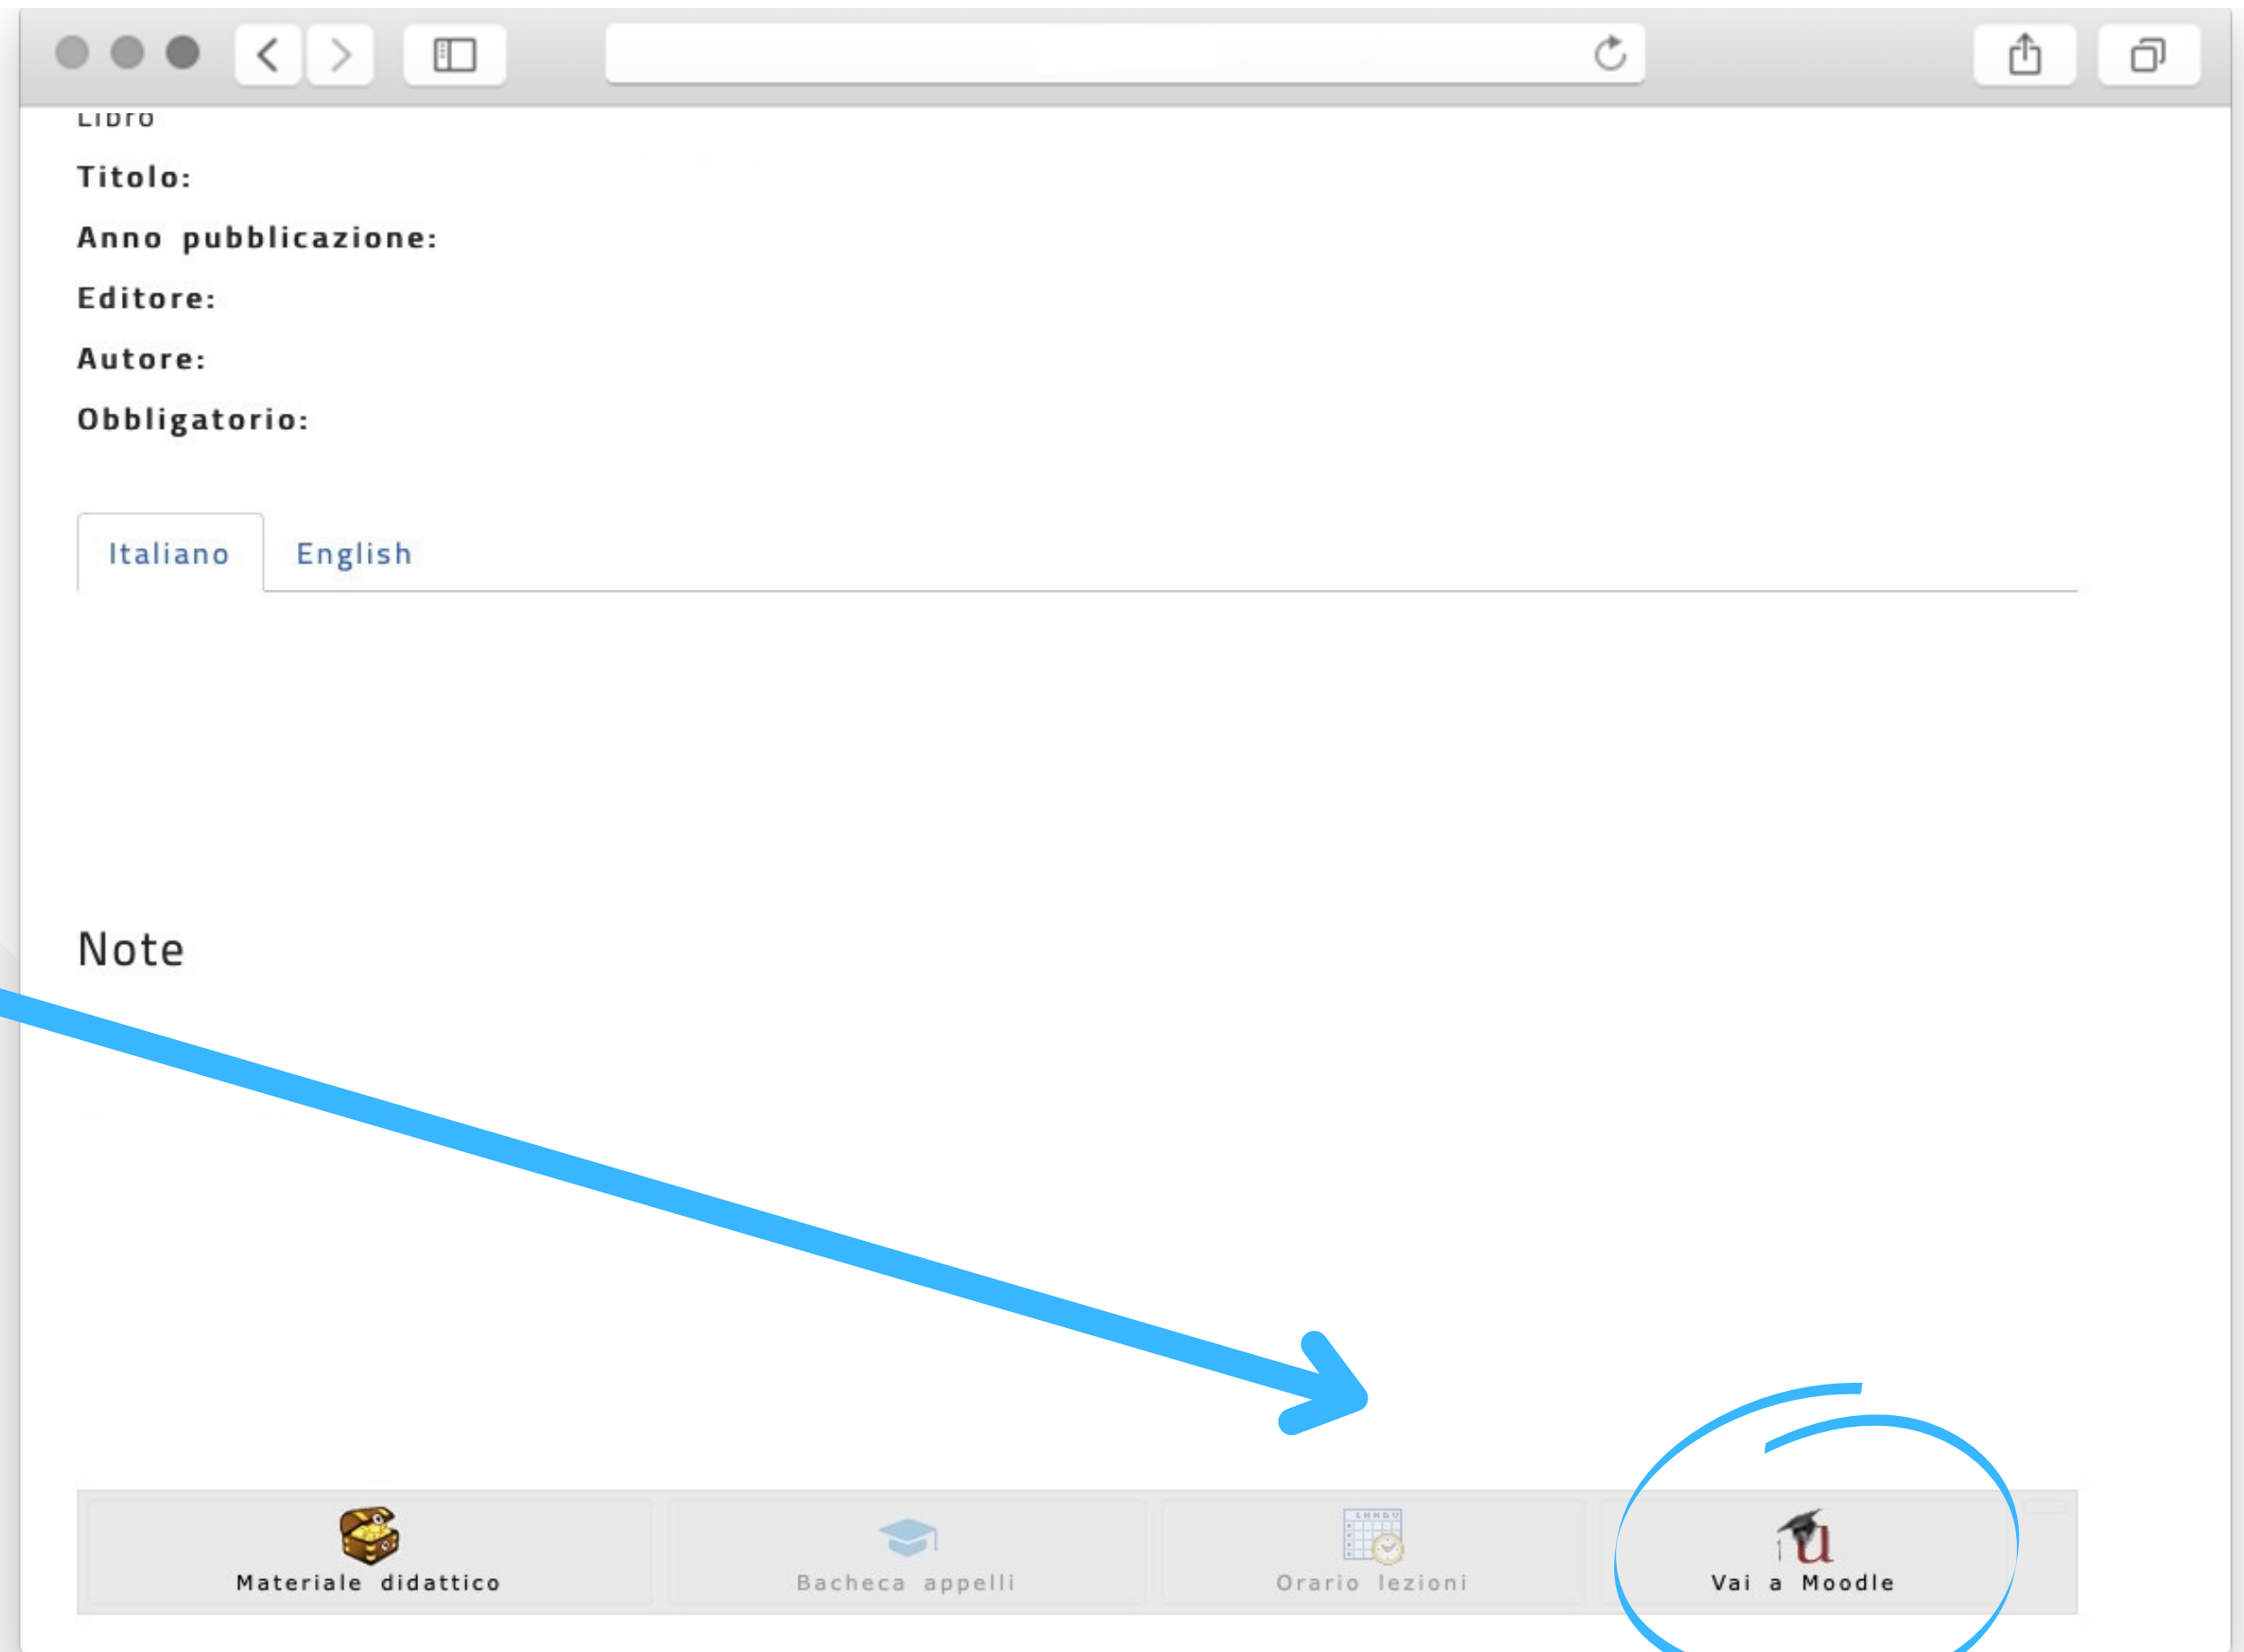 Libro
Titolo:
Anno pubblicazione:
Editore:
Autore:
Obbligatorio:
Italiano English
Note
Materiale didattico Bacheca appelli Orario lezioni Vai a Moodle